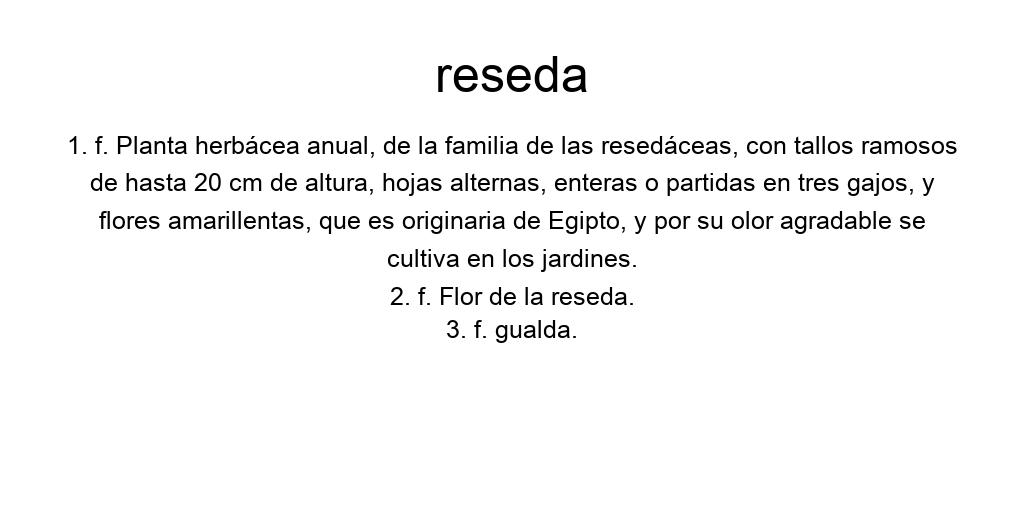 reseda
1. f. Planta herbácea anual, de la familia de las resedáceas, con tallos ramosos
de hasta 20 cm de altura, hojas alternas, enteras o partidas en tres gajos, y
flores amarillentas, que es originaria de Egipto, y por su olor agradable se
cultiva en los jardines.
2. f. Flor de la reseda.
3. f. gualda.